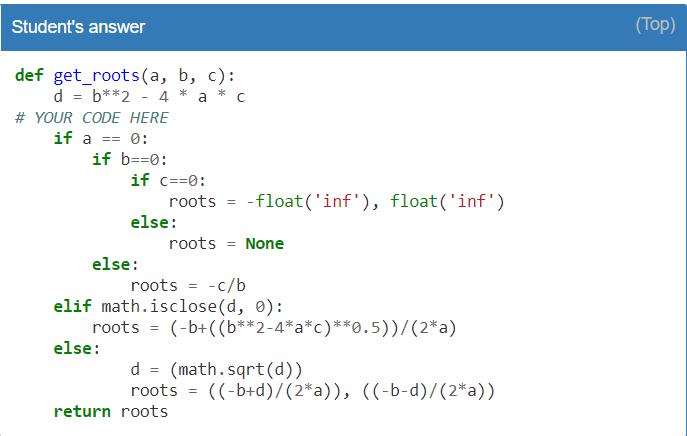 Student's answer
(Top)
def get_roots(a, b, c):
    d = b**2 - 4 * a * c
# YOUR CODE HERE
    if a == 0:
        if b==0:
            if c==0:
                roots = -float('inf'), float('inf')
            else:
                roots = None
        else:
            roots = -c/b
    elif math.isclose(d, 0):
        roots = (-b+((b**2-4*a*c)**0.5))/(2*a)
    else:
            d = (math.sqrt(d))
            roots = ((-b+d)/(2*a)), ((-b-d)/(2*a))
    return roots